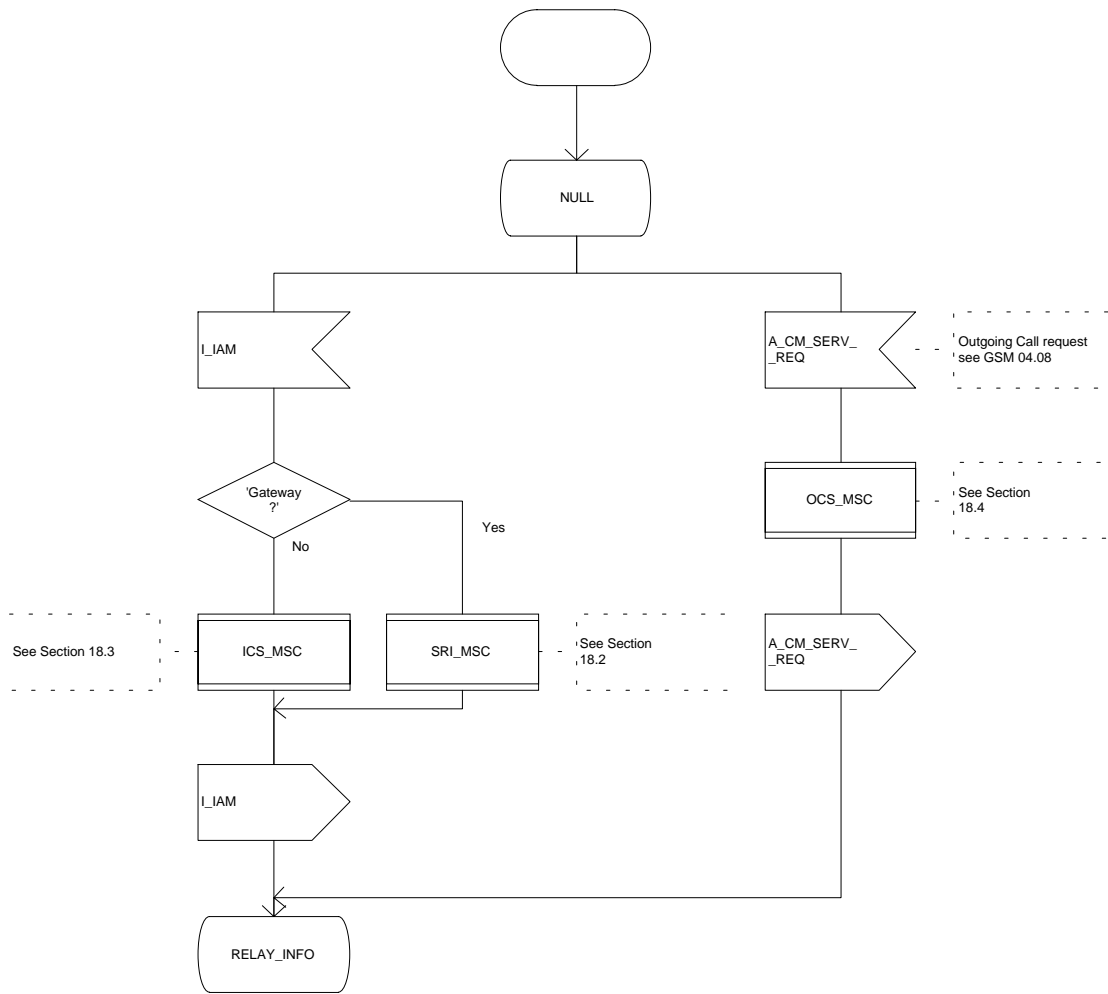 NULL
I_IAM
A_CM_SERV_
_REQ
Outgoing Call request
see GSM 04.08
'Gateway
?'
Yes
No
OCS_MSC
See Section
18.4
See Section 18.3
ICS_MSC
SRI_MSC
See Section
18.2
A_CM_SERV_
_REQ
I_IAM
RELAY_INFO